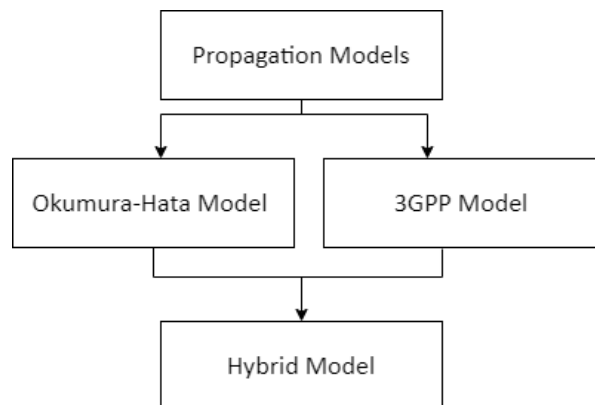 Propagation Models
Okumura-Hata Model
3GPP Model
Hybrid Model